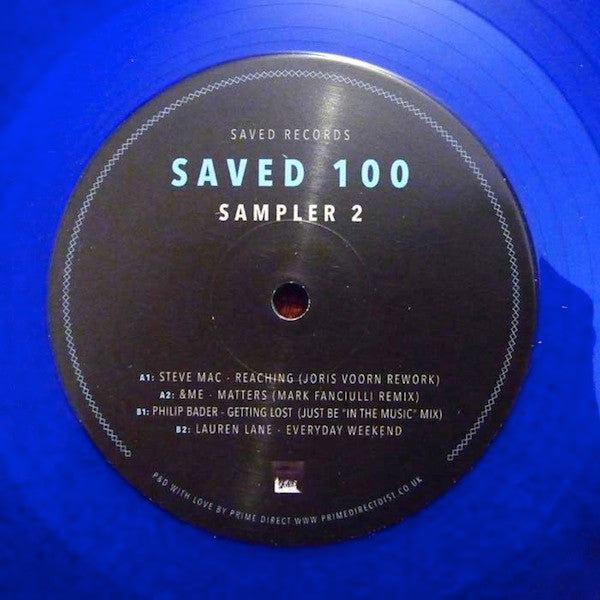 SAVED RECORDS
SAVED 100
SAMPLER 2
A1: STEVE MAC - REACHING (JORIS VOORN REWORK)
A2: &ME - MATTERS (MARK FANCIULLI REMIX)
B1: PHILIP BADER - GETTING LOST (JUST BE "IN THE MUSIC" MIX)
B2: LAUREN LANE - EVERYDAY WEEKEND
P&D WITH LOVE BY PRIME DIRECT WWW.PRIMEDIRECTDIST.CO.UK